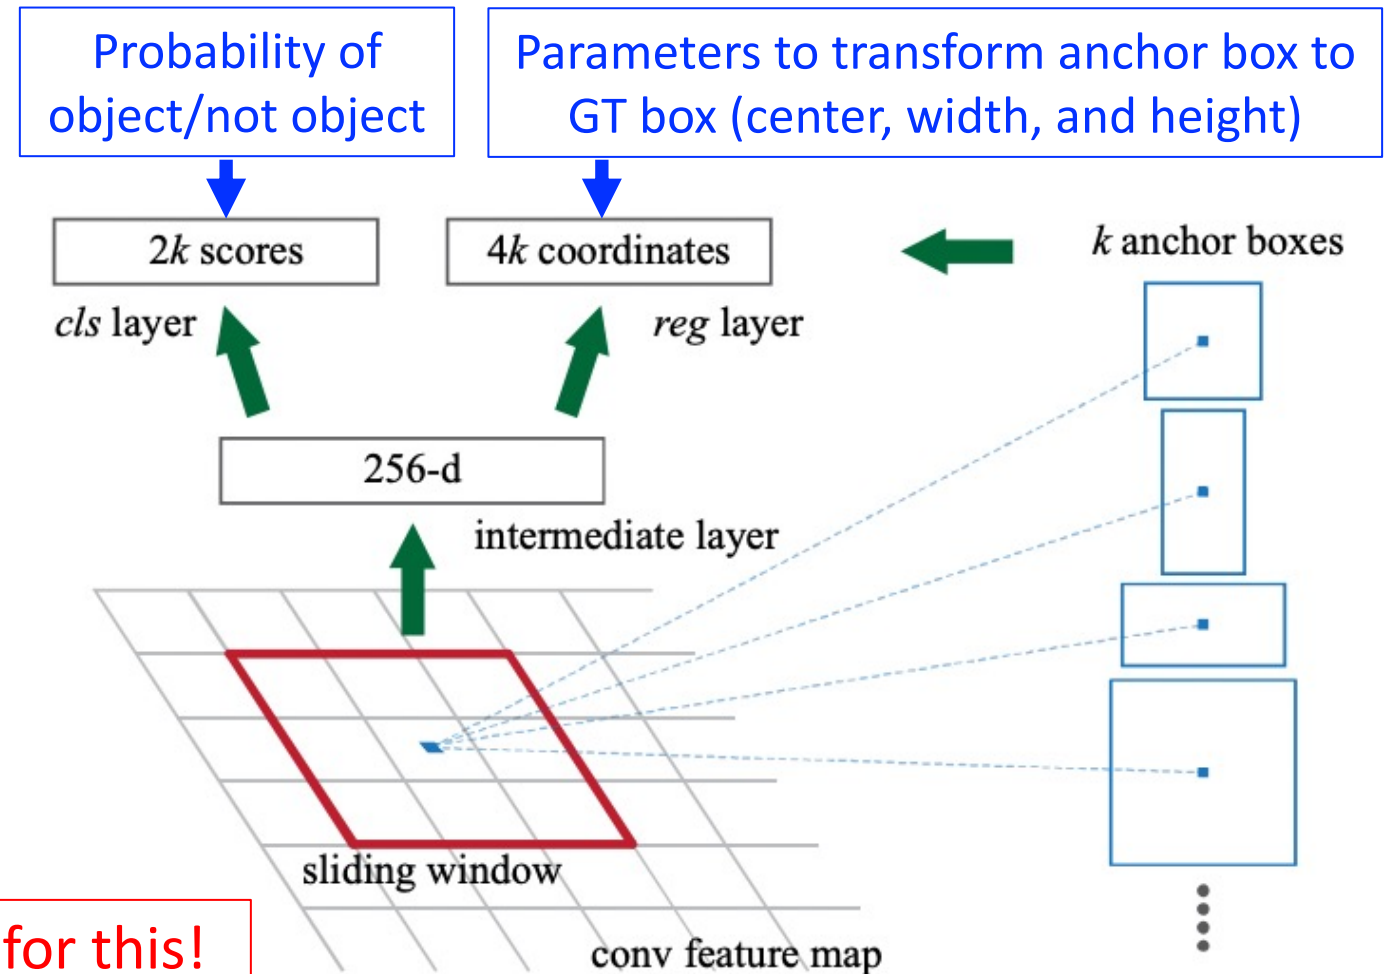 Probability of
object/not object
Parameters to transform anchor box to
GT box (center, width, and height)
2k scores
4k coordinates
k anchor boxes
cls layer
reg layer
256-d
intermediate layer
sliding window
for this!
conv feature map